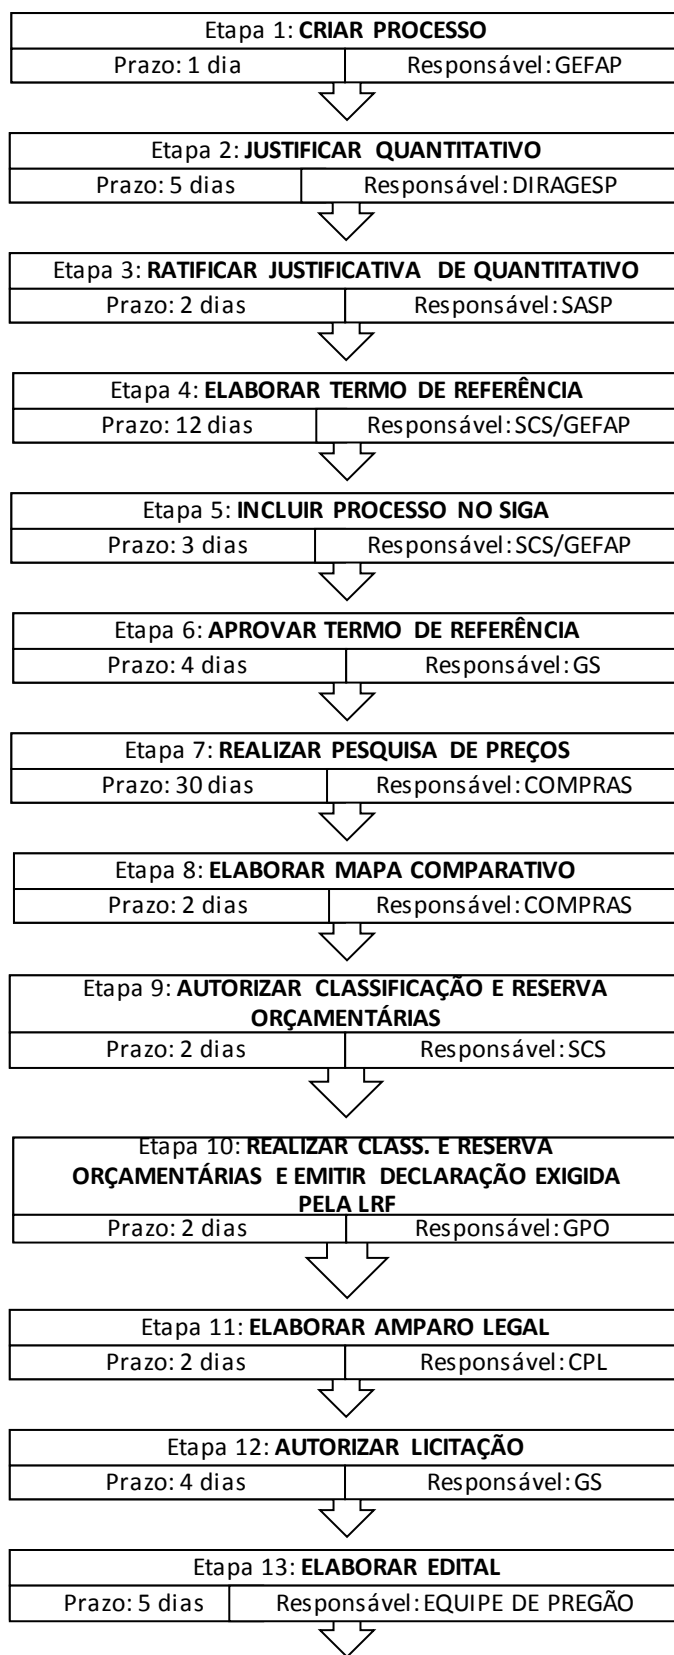 Etapa 1: CRIAR PROCESSO
Prazo: 1 dia Responsável: GEFAP
Etapa 2: JUSTIFICAR QUANTITATIVO
Prazo: 5 dias Responsável: DIRAGESP
Etapa 3: RATIFICAR JUSTIFICATIVA DE QUANTITATIVO
Prazo: 2 dias Responsável: SASP
Etapa 4: ELABORAR TERMO DE REFERÊNCIA
Prazo: 12 dias Responsável: SCS/GEFAP
Etapa 5: INCLUIR PROCESSO NO SIGA
Prazo: 3 dias Responsável: SCS/GEFAP
Etapa 6: APROVAR TERMO DE REFERÊNCIA
Prazo: 4 dias Responsável: GS
Etapa 7: REALIZAR PESQUISA DE PREÇOS
Prazo: 30 dias Responsável: COMPRAS
Etapa 8: ELABORAR MAPA COMPARATIVO
Prazo: 2 dias Responsável: COMPRAS
Etapa 9: AUTORIZAR CLASSIFICAÇÃO E RESERVA
ORÇAMENTÁRIAS
Prazo: 2 dias Responsável: SCS
Etapa 10: REALIZAR CLASS. E RESERVA
ORÇAMENTÁRIAS E EMITIR DECLARAÇÃO EXIGIDA
PELA LRF
Prazo: 2 dias Responsável: GPO
Etapa 11: ELABORAR AMPARO LEGAL
Prazo: 2 dias Responsável: CPL
Etapa 12: AUTORIZAR LICITAÇÃO
Prazo: 4 dias Responsável: GS
Etapa 13: ELABORAR EDITAL
Prazo: 5 dias Responsável: EQUIPE DE PREGÃO